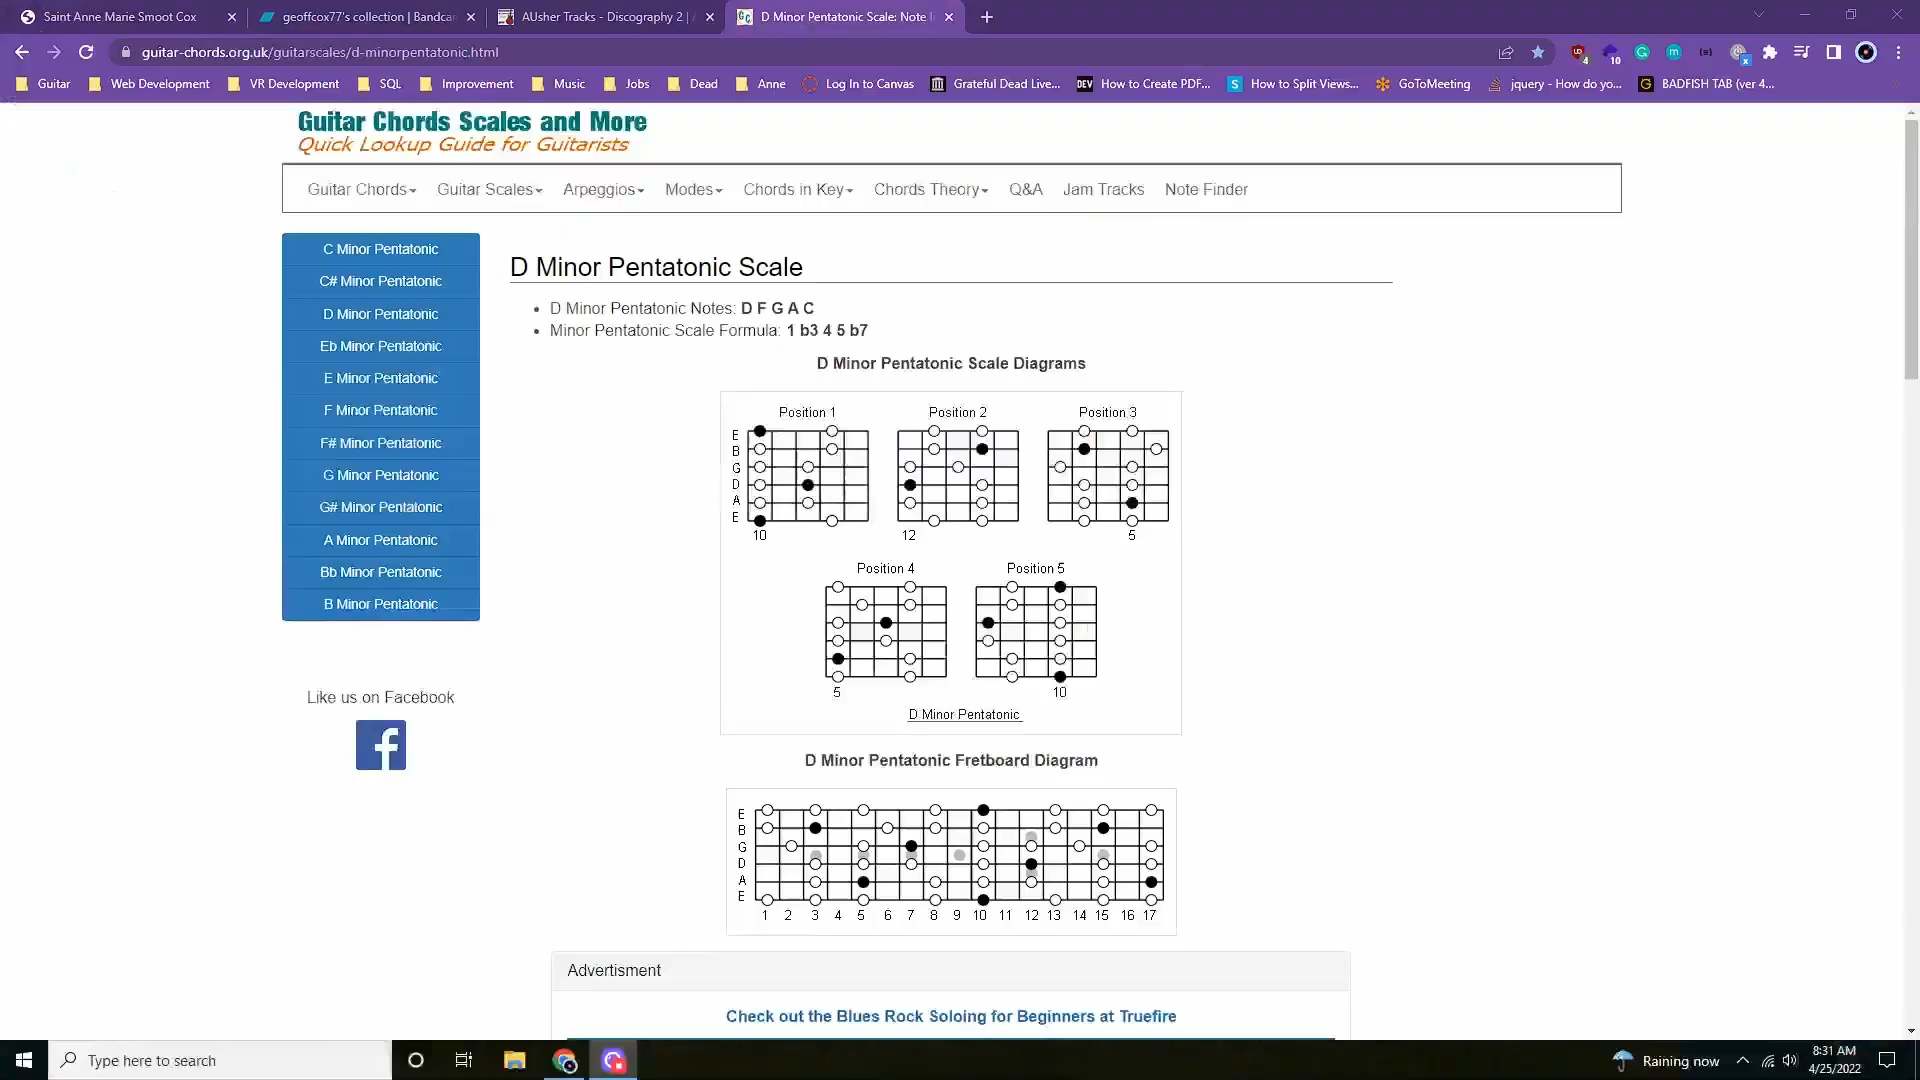 Saint Anne Marie Smoot Cox
geoffcox77's collection | Bandcar
AUsher Tracks - Discography 2 |
D Minor Pentatonic Scale: Note
guitar-chords.org.uk/guitarscales/d-minorpentatonic.html
4
10
Guitar
Web Development
VR Development
SQL
Improvement
Music
Jobs
Dead
Anne
Log In to Canvas
Grateful Dead Live...
DEV How to Create PDF...
S How to Split Views...
GoToMeeting
jquery - How do yo...
G BADFISH TAB (ver 4...
Guitar Chords Scales and More
Quick Lookup Guide for Guitarists
Guitar Chords Guitar Scales Arpeggios Modes Chords in Key Chords Theory Q&A Jam Tracks Note Finder
C Minor Pentatonic
C# Minor Pentatonic
D Minor Pentatonic
Eb Minor Pentatonic
E Minor Pentatonic
F Minor Pentatonic
F# Minor Pentatonic
G Minor Pentatonic
G# Minor Pentatonic
A Minor Pentatonic
Bb Minor Pentatonic
B Minor Pentatonic
Like us on Facebook
f
D Minor Pentatonic Scale
• D Minor Pentatonic Notes: D F G A C
• Minor Pentatonic Scale Formula: 1 b3 4 5 b7
D Minor Pentatonic Scale Diagrams
Position 1 Position 2 Position 3
E
B
G
D
A
E
10 12 5
Position 4 Position 5
5 10
D Minor Pentatonic
D Minor Pentatonic Fretboard Diagram
E
B
G
D
A
E
1 2 3 4 5 6 7 8 9 10 11 12 13 14 15 16 17
Advertisment
Check out the Blues Rock Soloing for Beginners at Truefire
Type here to search
Raining now
8:31 AM
4/25/2022